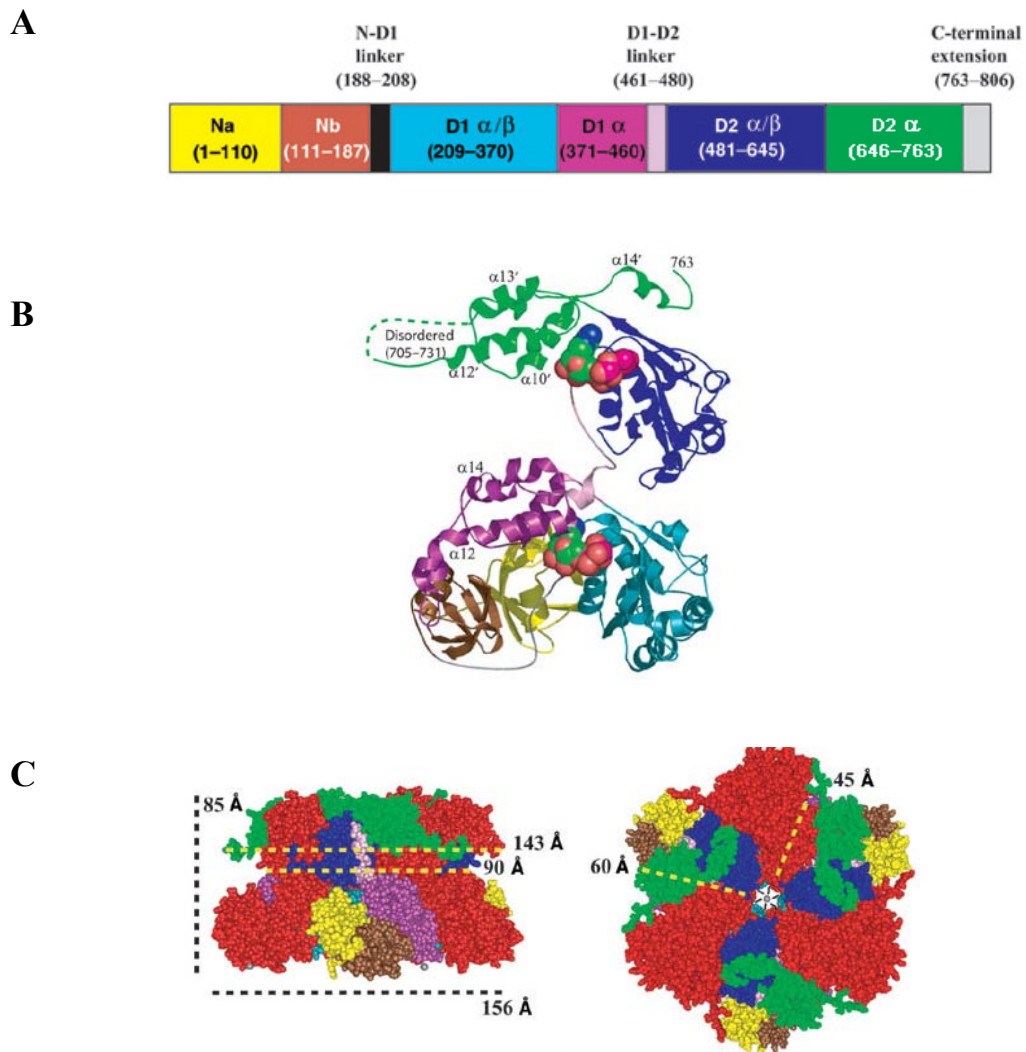 A
N-D1 linker (188–208)
D1-D2 linker (461–480)
C-terminal extension (763–806)
Na (1–110)
Nb (111–187)
D1 α/β (209–370)
D1 α (371–460)
D2 α/β (481–645)
D2 α (646–763)
B
α13'
α14'
763
Disordered (705–731)
α12'
α10'
α14
α12
C
85 Å
143 Å
90 Å
156 Å
45 Å
60 Å